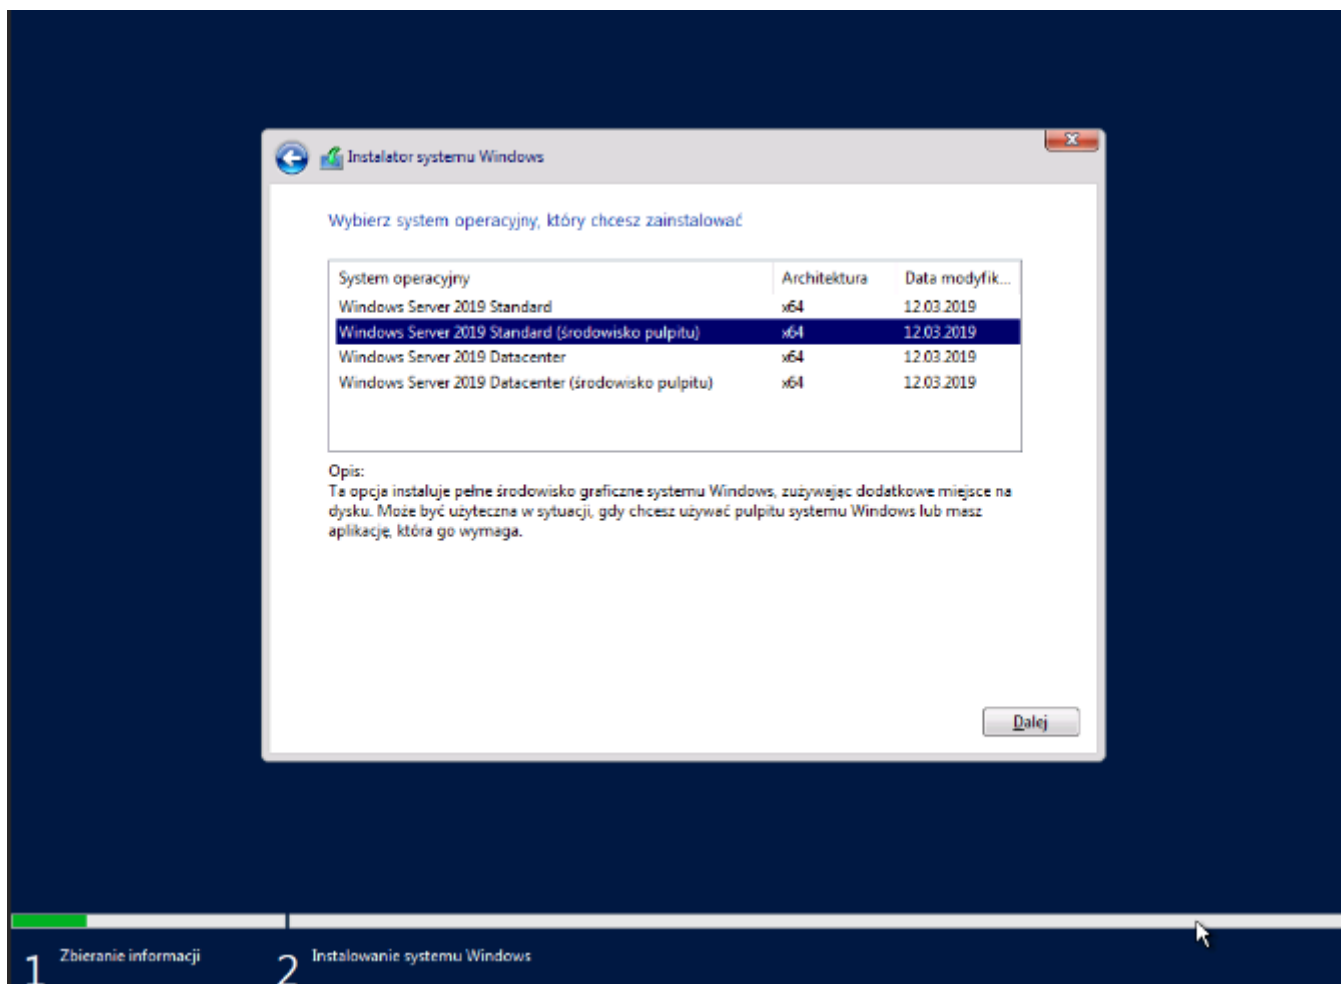 Instalator systemu Windows
Wybierz system operacyjny, który chcesz zainstalować
System operacyjny Architektura Data modyfik...
Windows Server 2019 Standard x64 12.03.2019
Windows Server 2019 Standard (środowisko pulpitu) x64 12.03.2019
Windows Server 2019 Datacenter x64 12.03.2019
Windows Server 2019 Datacenter (środowisko pulpitu) x64 12.03.2019
Opis:
Ta opcja instaluje pełne środowisko graficzne systemu Windows, zużywając dodatkowe miejsce na
dysku. Może być użyteczna w sytuacji, gdy chcesz używać pulpitu systemu Windows lub masz
aplikację, która go wymaga.
Dalej
1 Zbieranie informacji 2 Instalowanie systemu Windows